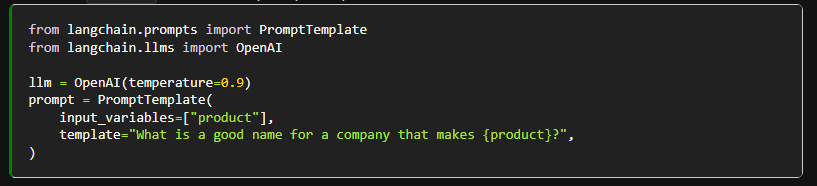 from langchain.prompts import PromptTemplate
from langchain.llms import OpenAI

llm = OpenAI(temperature=0.9)
prompt = PromptTemplate(
    input_variables=["product"],
    template="What is a good name for a company that makes {product}?",
)